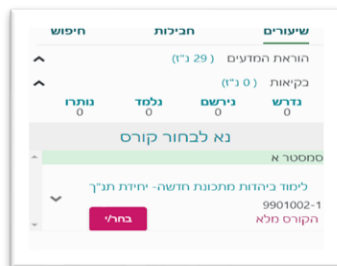 שיעורים חבילות חיפוש
הוראת המדעים ( 29 נ"ז)
בקיאות ( 0 נ"ז)
נדרש נירשם נלמד נותרו
0 0 0 0
נא לבחור קורס
סמסטר א
לימוד ביהדות מתכונת חדשה- יחידת תנ"ך
9901002-1
הקורס מלא
בחר/י